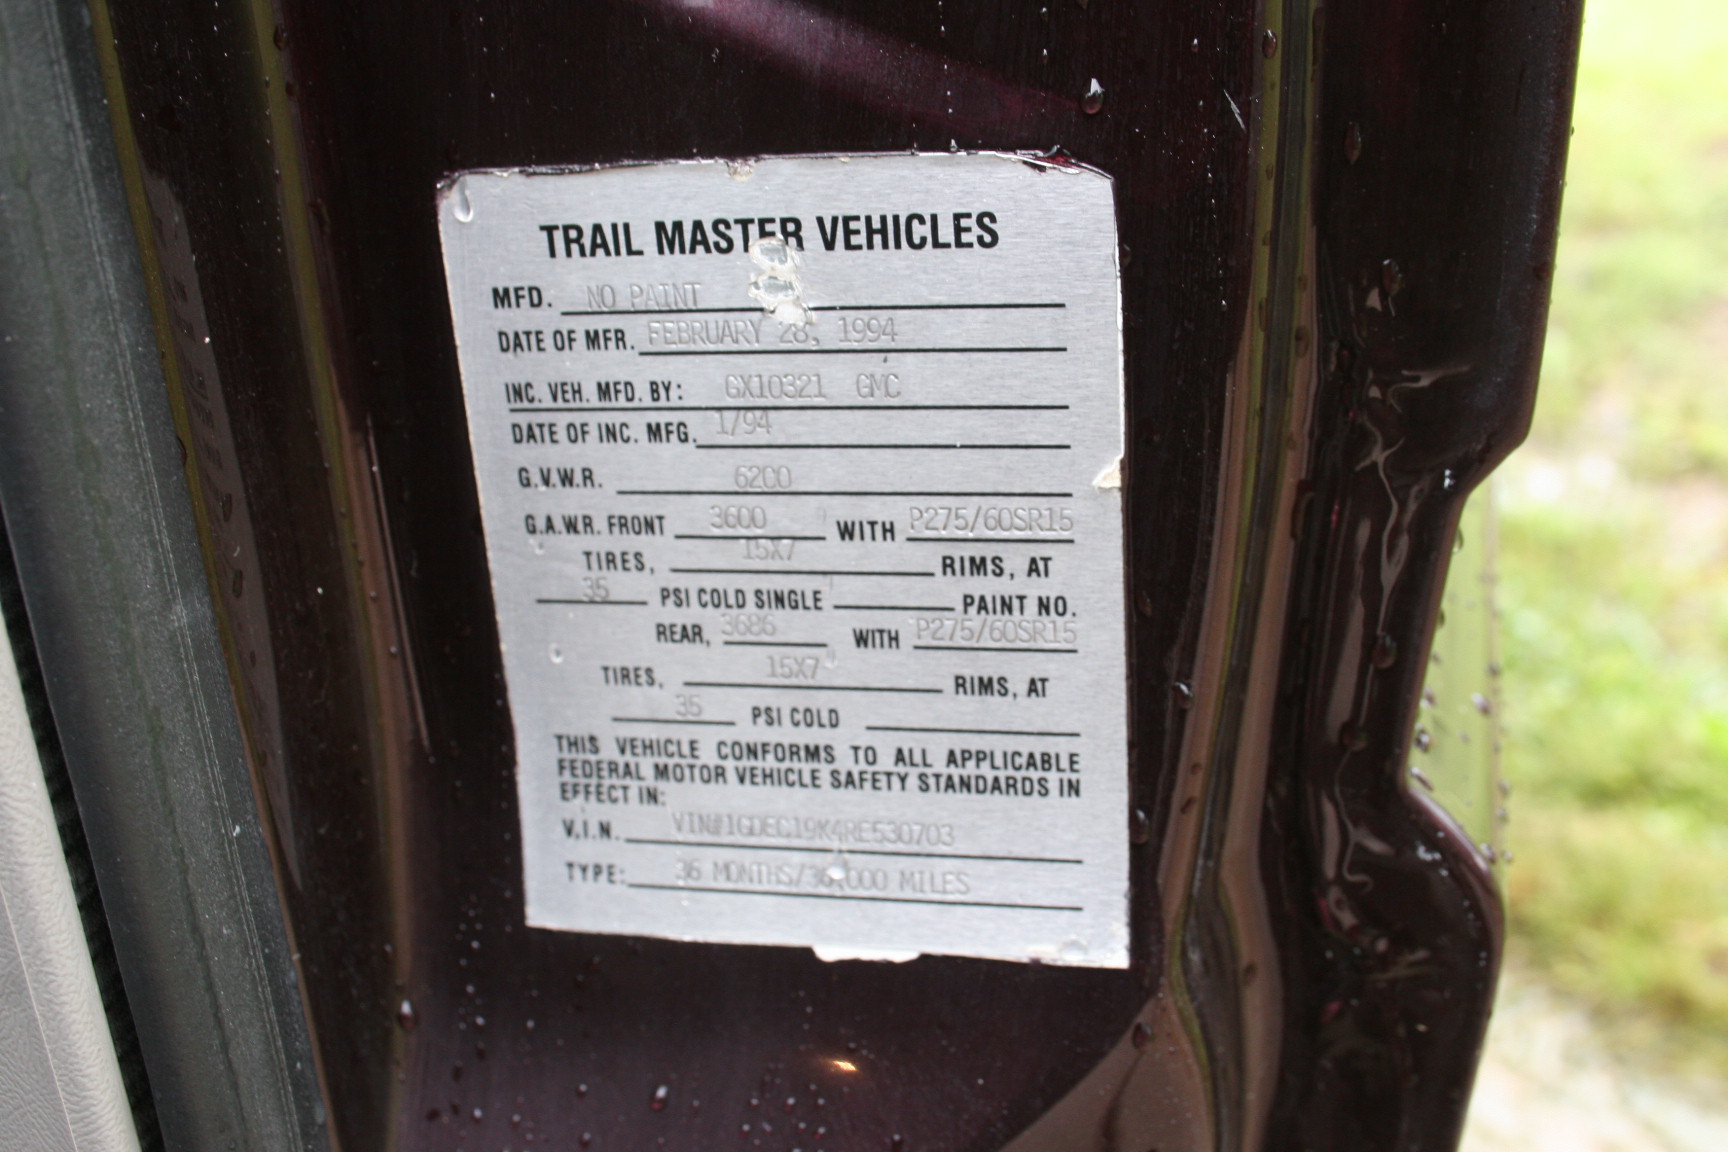 TRAIL MASTER VEHICLES
MFD. NO PAINT
DATE OF MFR. FEBRUARY 28, 1994
INC. VEH. MFD. BY: GX10321 GMC
DATE OF INC. MFG. 1/94
G.V.W.R. 6200
G.A.W.R. FRONT 3600 WITH P275/60SR15
TIRES, 15X7 RIMS, AT
35 PSI COLD SINGLE PAINT NO.
REAR, 3686 WITH P275/60SR15
TIRES, 15X7 RIMS, AT
35 PSI COLD
THIS VEHICLE CONFORMS TO ALL APPLICABLE
FEDERAL MOTOR VEHICLE SAFETY STANDARDS IN
EFFECT IN:
V.I.N. VIN#1GDEC19K4RE530703
TYPE: 36 MONTHS/36,000 MILES